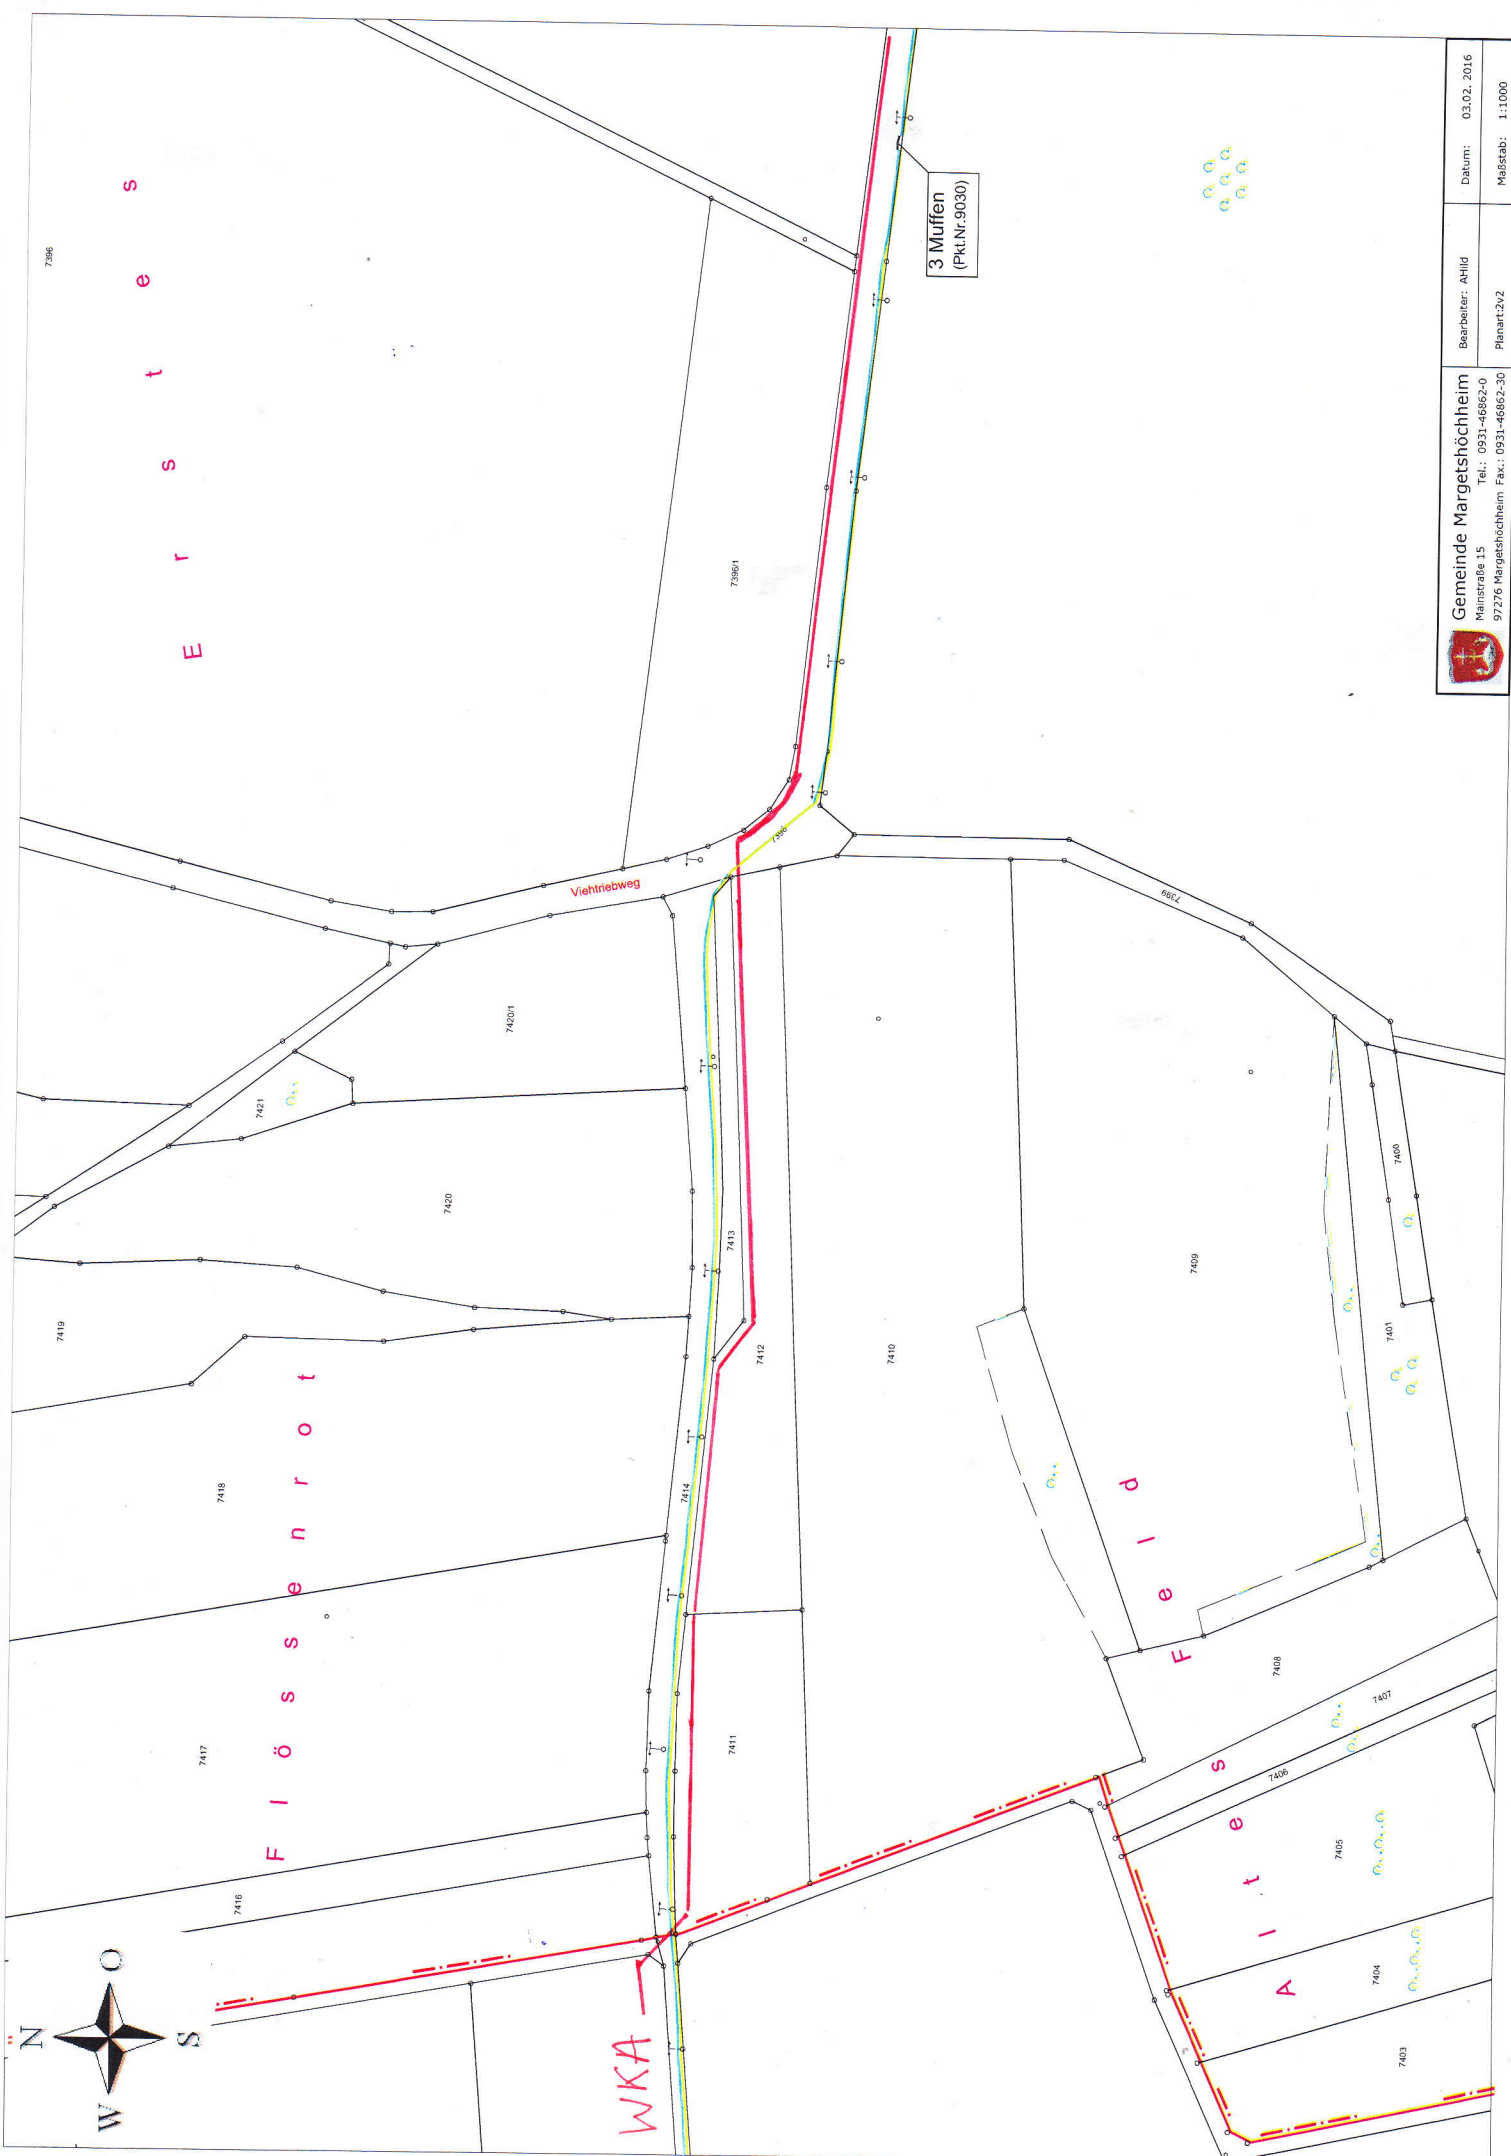 7396
E r s t e s
7396/1
3 Muffen
(Pkt.Nr.9030)
Viehtriebweg
7396
7399
7420/1
7421
7420
7419
7413
7412
7410
7409
7400
7401
F l ö s s e n r o t
7418
7414
7417
7411
7416
7408
7407
7406
7405
7404
7403
A l t e s F e l d
WKA
N
O
S
W
Gemeinde Margetshöchheim
Mainstraße 15 Tel.: 0931-46862-0
97276 Margetshöchheim Fax.: 0931-46862-30
Bearbeiter: AHild
Planart:2v2
Datum: 03.02. 2016
Maßstab: 1:1000